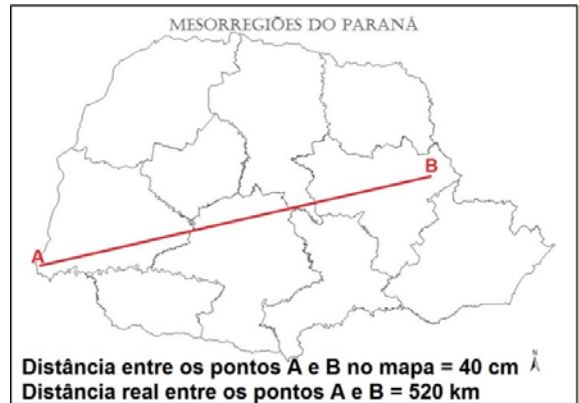 MESORREGIÕES DO PARANÁ
B
A
N
Distância entre os pontos A e B no mapa = 40 cm
Distância real entre os pontos A e B = 520 km